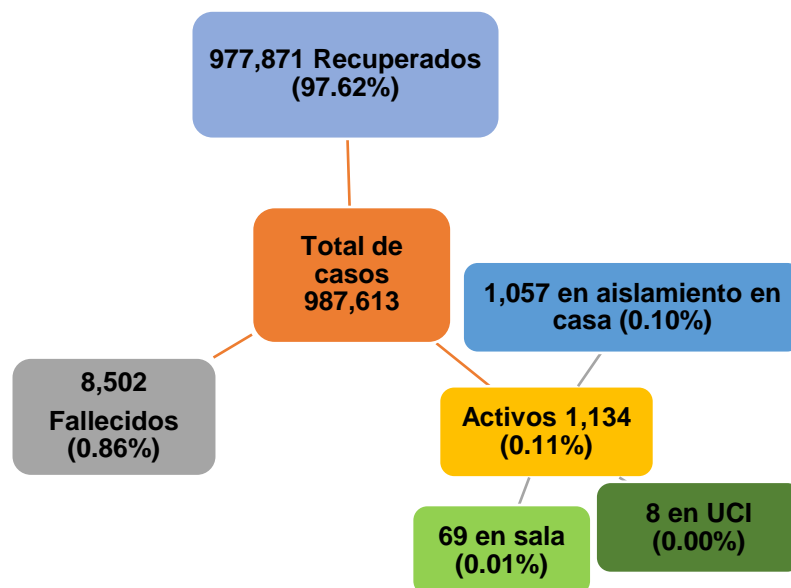 977,871 Recuperados
(97.62%)
Total de
casos
987,613
1,057 en aislamiento en
casa (0.10%)
8,502
Fallecidos
(0.86%)
Activos 1,134
(0.11%)
69 en sala
(0.01%)
8 en UCI
(0.00%)